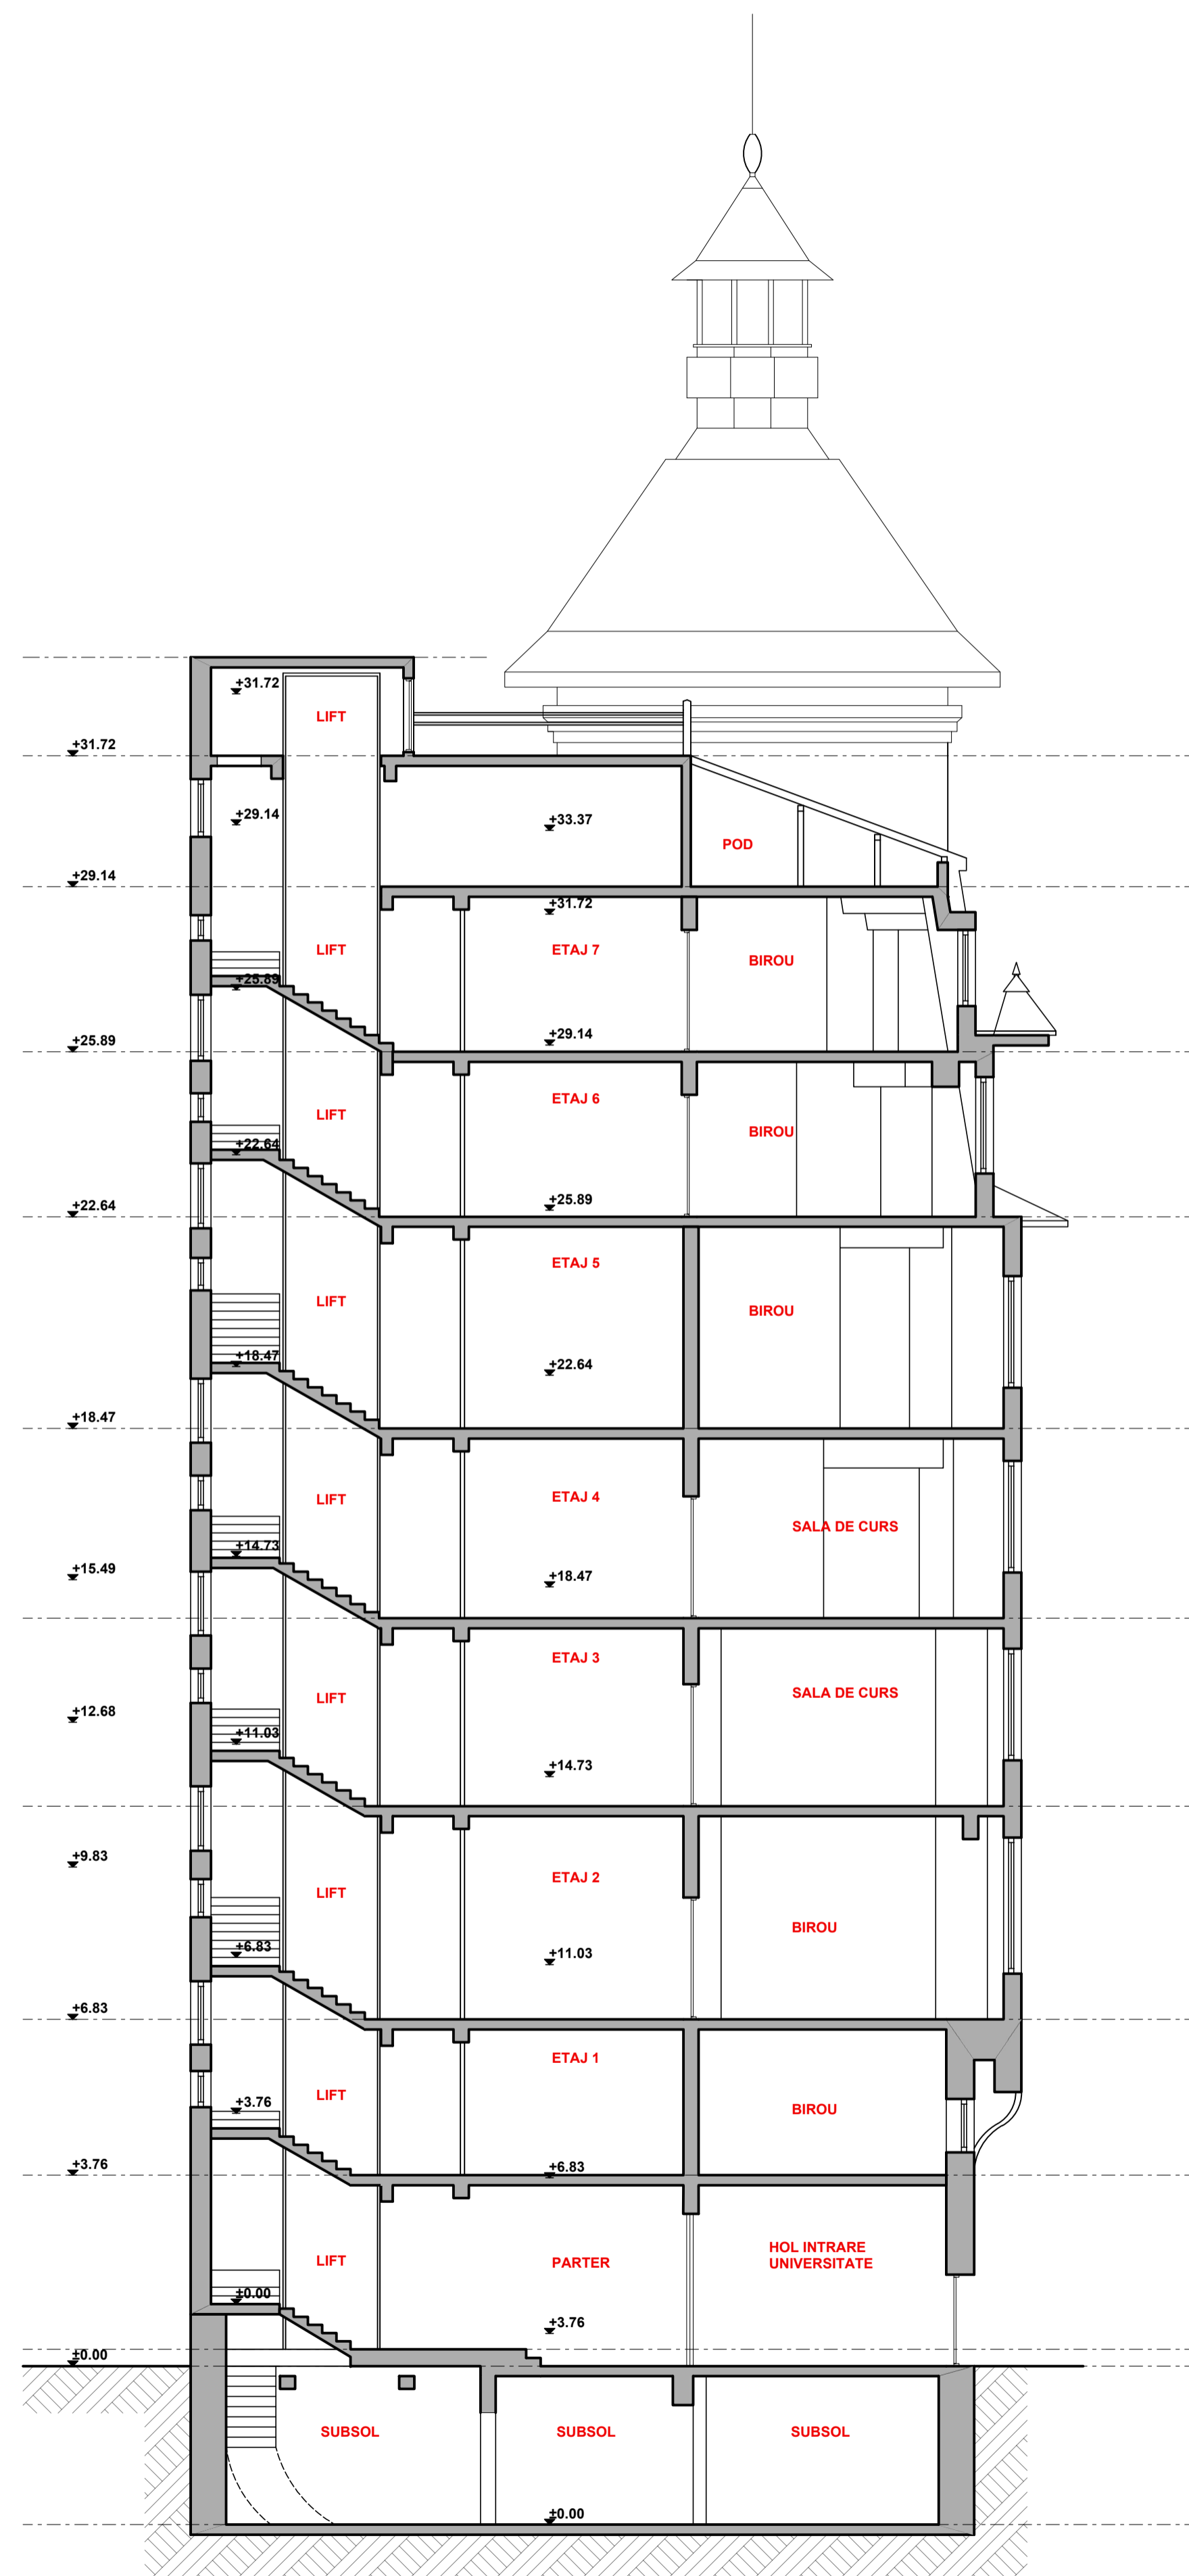 +31.72
LIFT
+31.72
+29.14
+33.37
POD
+29.14
+31.72
LIFT
ETAJ 7
BIROU
+25.89
+29.14
+25.89
ETAJ 6
LIFT
BIROU
+22.64
+25.89
+22.64
ETAJ 5
LIFT
BIROU
+18.47
+22.64
+18.47
LIFT
ETAJ 4
SALA DE CURS
+14.73
+15.49
+18.47
ETAJ 3
LIFT
SALA DE CURS
+12.68
+11.03
+14.73
ETAJ 2
LIFT
BIROU
+9.83
+6.83
+11.03
+6.83
ETAJ 1
LIFT
BIROU
+3.76
+3.76
+6.83
LIFT
PARTER
HOL INTRARE
UNIVERSITATE
±0.00
+3.76
±0.00
SUBSOL
SUBSOL
SUBSOL
±0.00